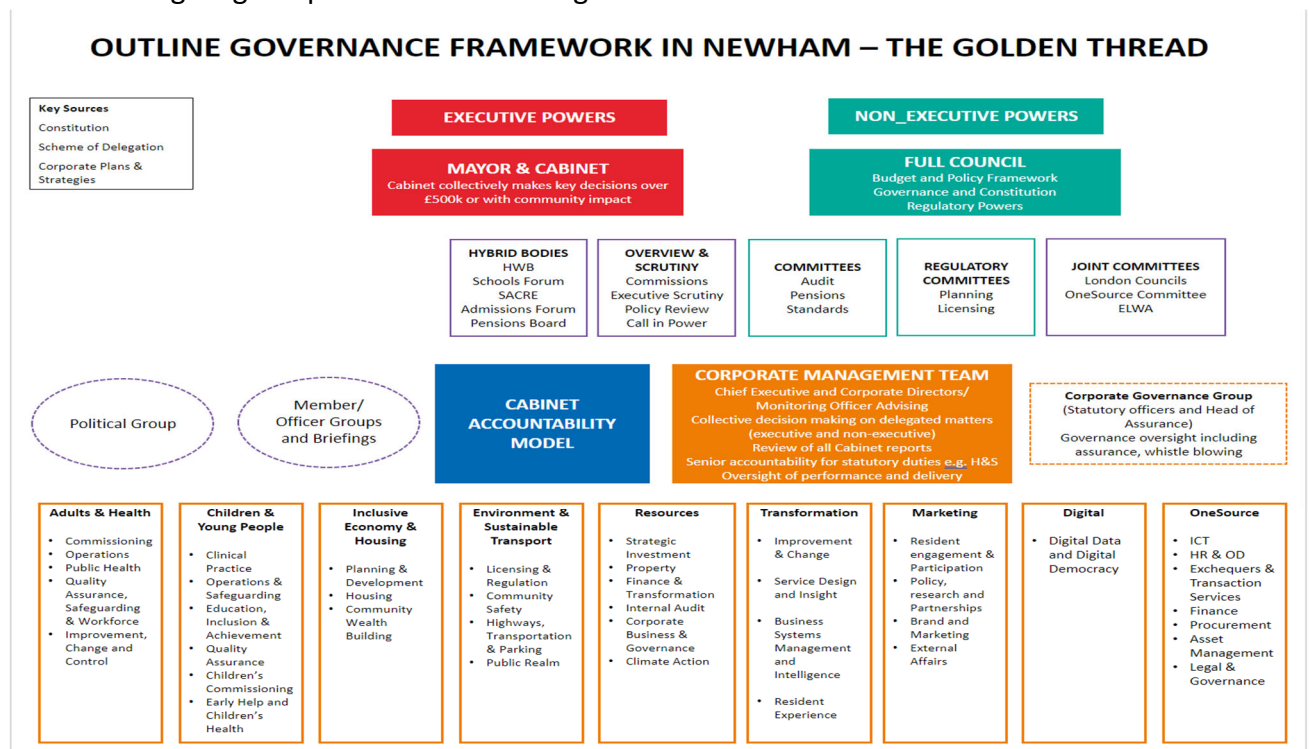 OUTLINE GOVERNANCE FRAMEWORK IN NEWHAM – THE GOLDEN THREAD
Key Sources
Constitution
Scheme of Delegation
Corporate Plans &
Strategies
EXECUTIVE POWERS
NON_EXECUTIVE POWERS
MAYOR & CABINET
Cabinet collectively makes key decisions over
£500k or with community impact
FULL COUNCIL
Budget and Policy Framework
Governance and Constitution
Regulatory Powers
HYBRID BODIES
HWB
Schools Forum
SACRE
Admissions Forum
Pensions Board
OVERVIEW &
SCRUTINY
Commissions
Executive Scrutiny
Policy Review
Call in Power
COMMITTEES
Audit
Pensions
Standards
REGULATORY
COMMITTEES
Planning
Licensing
JOINT COMMITTEES
London Councils
OneSource Committee
ELWA
Political Group
Member/
Officer Groups
and Briefings
CABINET
ACCOUNTABILITY
MODEL
CORPORATE MANAGEMENT TEAM
Chief Executive and Corporate Directors/
Monitoring Officer Advising
Collective decision making on delegated matters
(executive and non-executive)
Review of all Cabinet reports
Senior accountability for statutory duties e.g. H&S
Oversight of performance and delivery
Corporate Governance Group
(Statutory officers and Head of
Assurance)
Governance oversight including
assurance, whistle blowing
Adults & Health
• Commissioning
• Operations
• Public Health
• Quality
Assurance,
Safeguarding
& Workforce
• Improvement,
Change and
Control
Children &
Young People
• Clinical
Practice
• Operations &
Safeguarding
• Education,
Inclusion &
Achievement
• Quality
Assurance
• Children's
Commissioning
• Early Help and
Children's
Health
Inclusive
Economy &
Housing
• Planning &
Development
• Housing
• Community
Wealth
Building
Environment &
Sustainable
Transport
• Licensing &
Regulation
• Community
Safety
• Highways,
Transportation
& Parking
• Public Realm
Resources
• Strategic
Investment
• Property
• Finance &
Transformation
• Internal Audit
• Corporate
Business &
Governance
• Climate Action
Transformation
• Improvement
& Change
• Service Design
and Insight
• Business
Systems
Management
and
Intelligence
• Resident
Experience
Marketing
• Resident
engagement &
Participation
• Policy,
research and
Partnerships
• Brand and
Marketing
• External
Affairs
Digital
• Digital Data
and Digital
Democracy
OneSource
• ICT
• HR & OD
• Exchequers &
Transaction
Services
• Finance
• Procurement
• Asset
Management
• Legal &
Governance